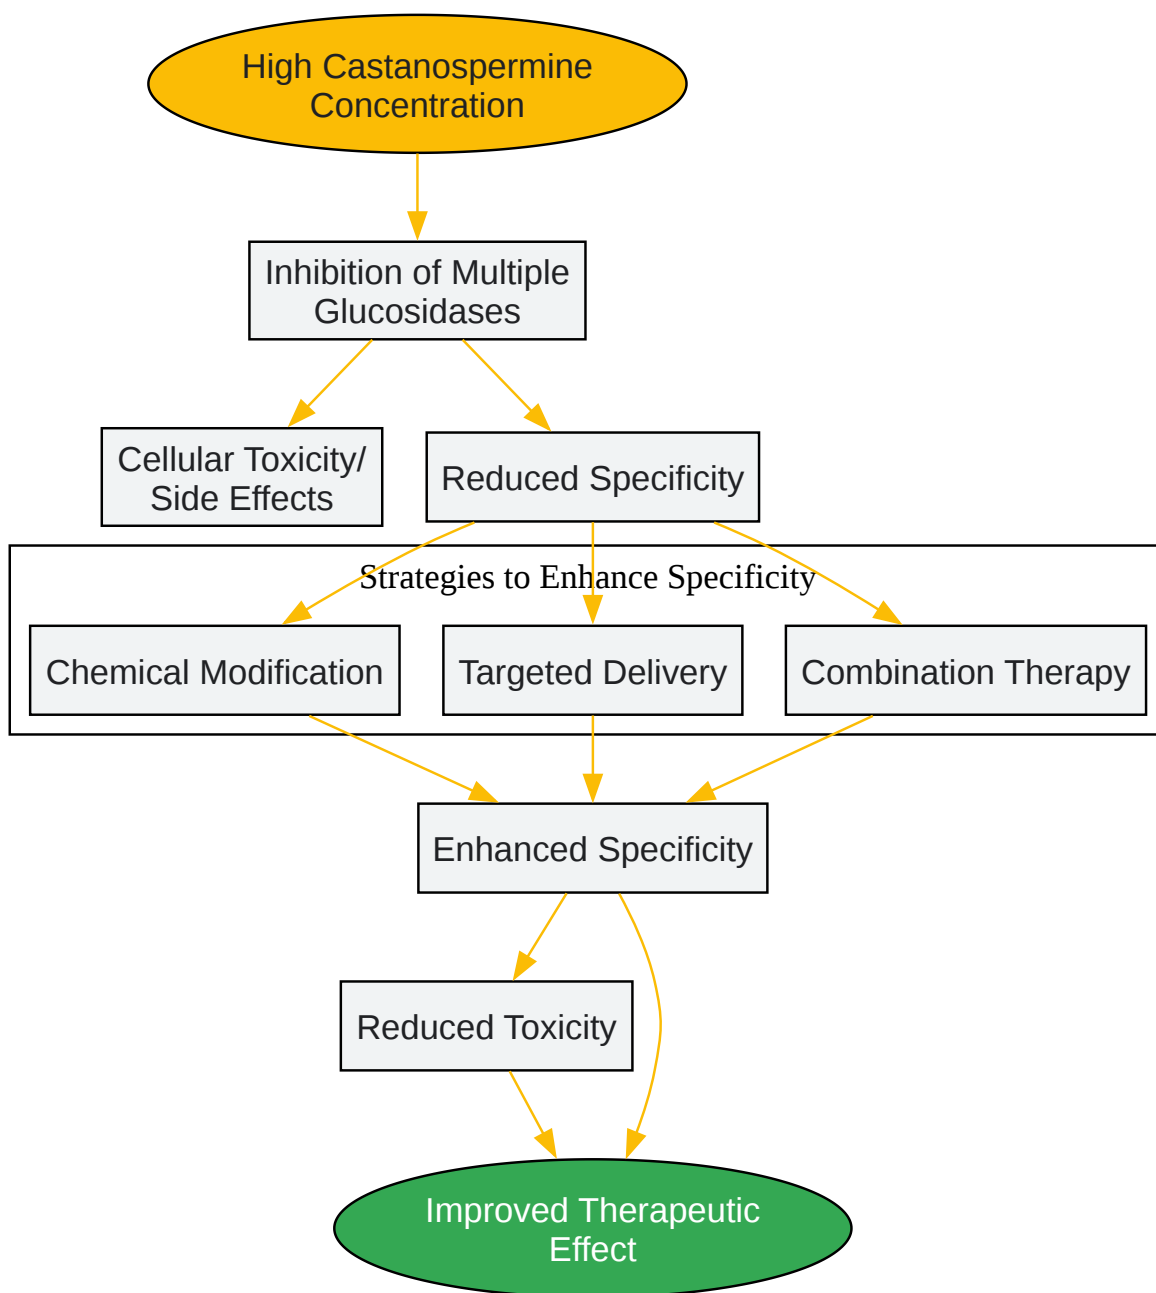 High Castanospermine
Concentration
Inhibition of Multiple
Glucosidases
Cellular Toxicity/
Side Effects
Reduced Specificity
Strategies to Enhance Specificity
Chemical Modification
Targeted Delivery
Combination Therapy
Enhanced Specificity
Reduced Toxicity
Improved Therapeutic
Effect